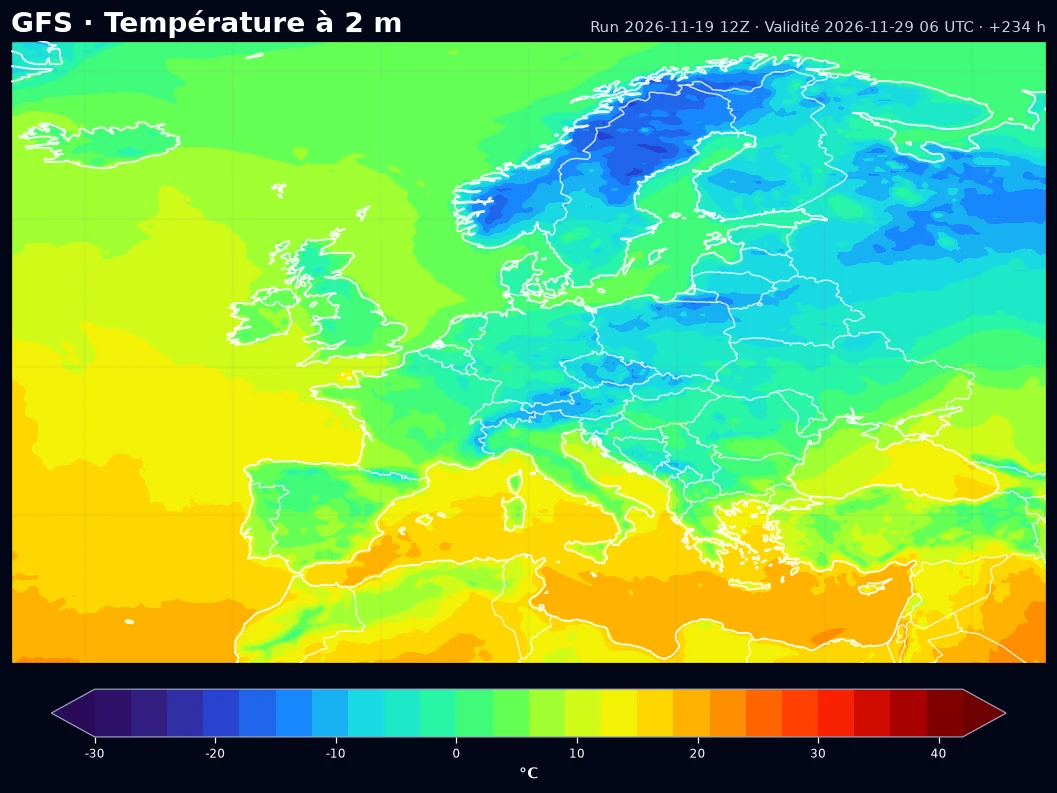 GFS · Température à 2 m
Run 2026-11-19 12Z · Validité 2026-11-29 06 UTC · +234 h
-30 -20 -10 0 10 20 30 40
°C